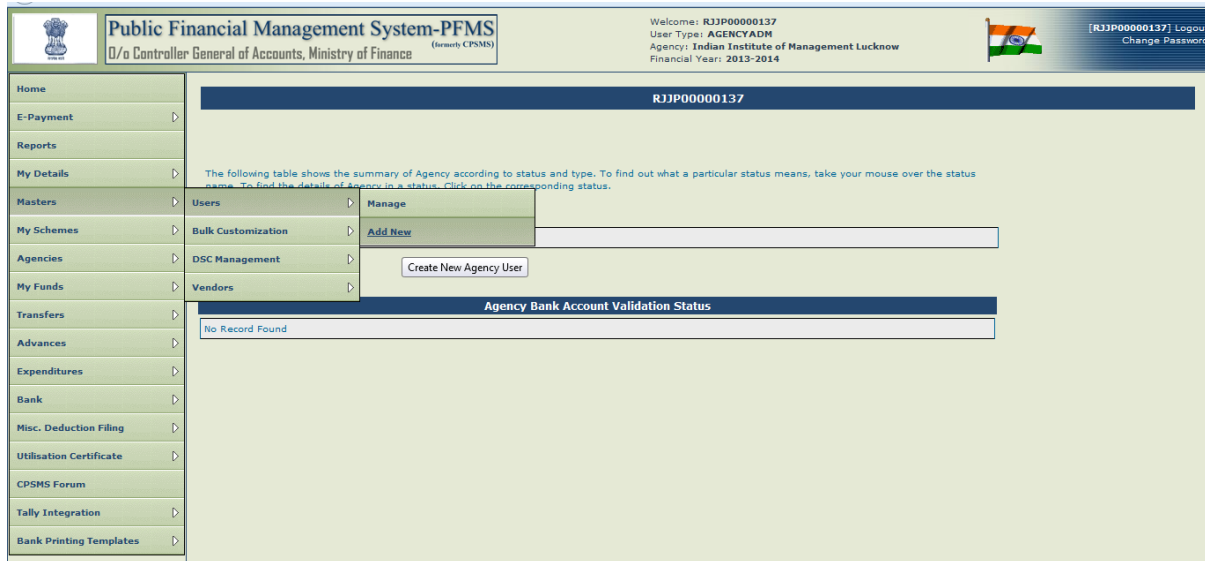 Public Financial Management System-PFMS
(formerly CPSMS)
O/o Controller General of Accounts, Ministry of Finance
Welcome: RJJP00000137
User Type: AGENCYADM
Agency: Indian Institute of Management Lucknow
Financial Year: 2013-2014
[RJJP00000137] Logou
Change Password
Home
E-Payment
Reports
My Details
Masters
My Schemes
Agencies
My Funds
Transfers
Advances
Expenditures
Bank
Misc. Deduction Filing
Utilisation Certificate
CPSMS Forum
Tally Integration
Bank Printing Templates
Users
Bulk Customization
DSC Management
Vendors
Manage
Add New
Create New Agency User
RJJP00000137
The following table shows the summary of Agency according to status and type. To find out what a particular status means, take your mouse over the status
name. To find the details of Agency in a status. Click on the corresponding status.
Agency Bank Account Validation Status
No Record Found